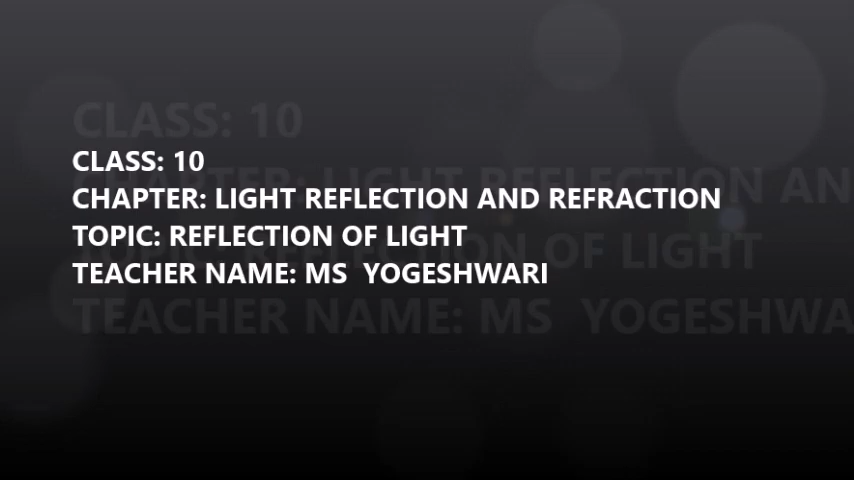 CLASS: 10
CHAPTER: LIGHT REFLECTION AND REFRACTION
TOPIC: REFLECTION OF LIGHT
TEACHER NAME: MS  YOGESHWARI